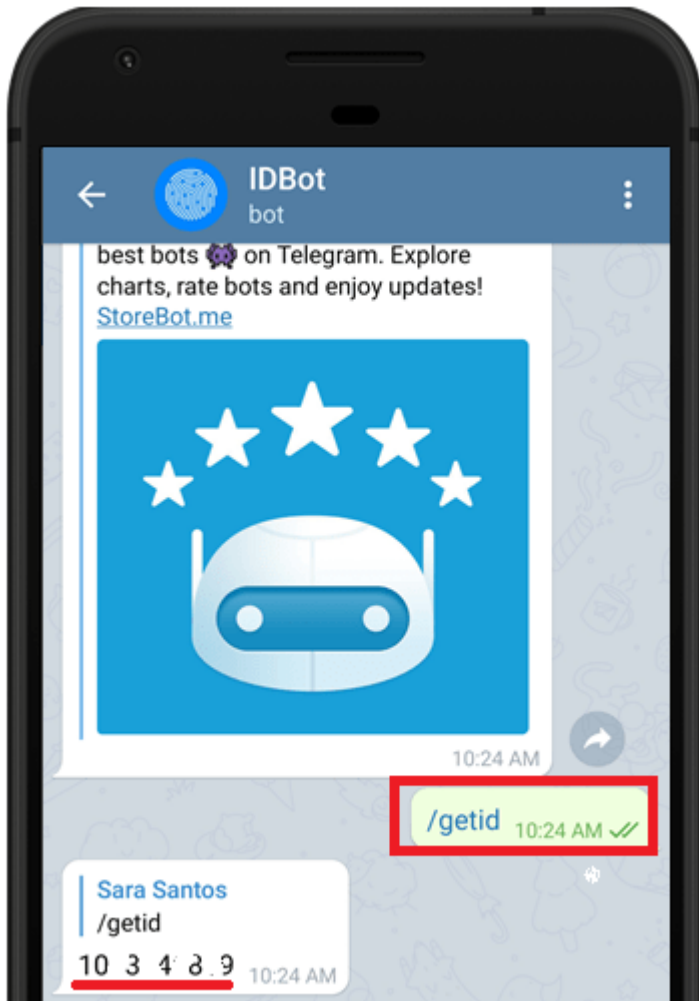 IDBot
bot
best bots 👾 on Telegram. Explore
charts, rate bots and enjoy updates!
StoreBot.me
10:24 AM
/getid 10:24 AM
Sara Santos
/getid
10:24 AM